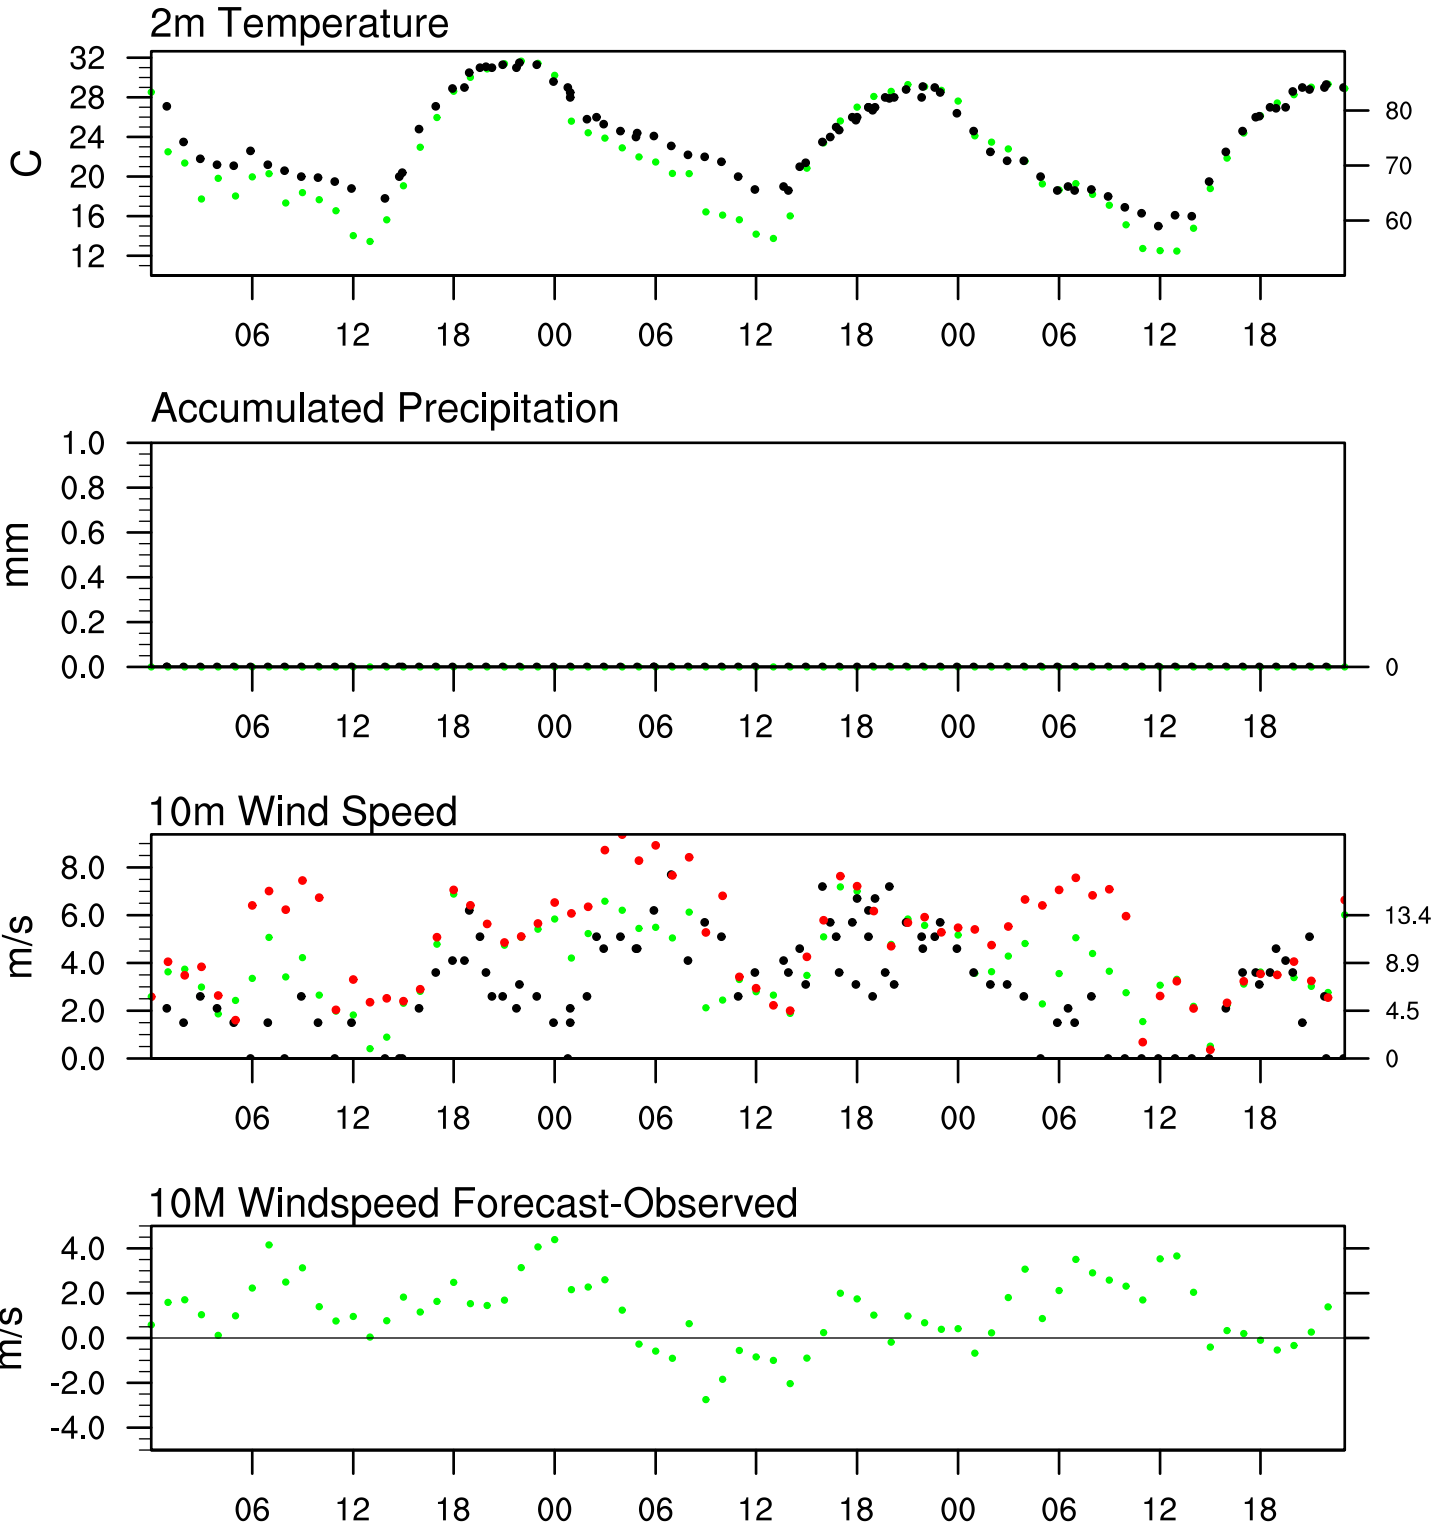 2m Temperature
32
28
24
20
16
12
C
80
70
60
06 12 18 00 06 12 18 00 06 12 18
Accumulated Precipitation
1.0
0.8
0.6
0.4
0.2
0.0
mm
0
06 12 18 00 06 12 18 00 06 12 18
10m Wind Speed
8.0
6.0
4.0
2.0
0.0
m/s
13.4
8.9
4.5
0
06 12 18 00 06 12 18 00 06 12 18
10M Windspeed Forecast-Observed
4.0
2.0
0.0
-2.0
-4.0
m/s
06 12 18 00 06 12 18 00 06 12 18